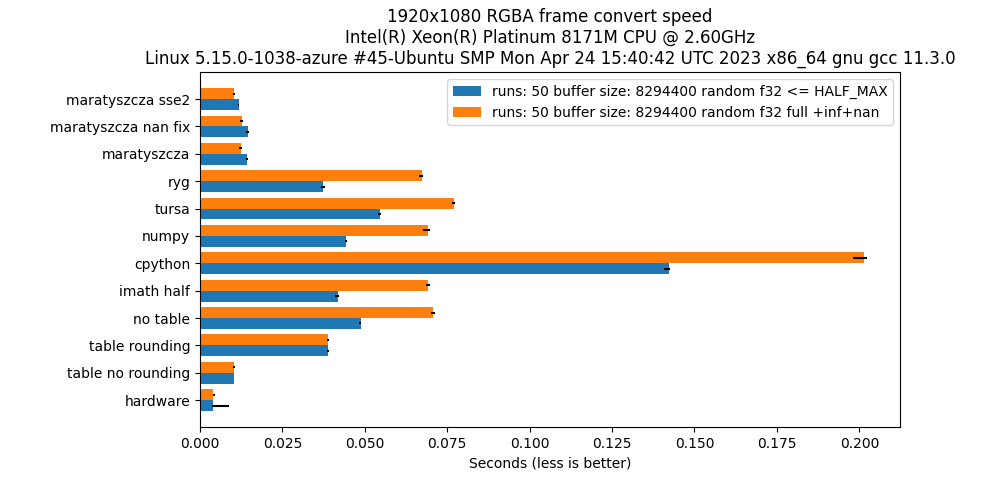 1920x1080 RGBA frame convert speed
Intel(R) Xeon(R) Platinum 8171M CPU @ 2.60GHz
Linux 5.15.0-1038-azure #45-Ubuntu SMP Mon Apr 24 15:40:42 UTC 2023 x86_64 gnu gcc 11.3.0
runs: 50 buffer size: 8294400 random f32 <= HALF_MAX
runs: 50 buffer size: 8294400 random f32 full +inf+nan
maratyszcza sse2
maratyszcza nan fix
maratyszcza
ryg
tursa
numpy
cpython
imath half
no table
table rounding
table no rounding
hardware
0.000 0.025 0.050 0.075 0.100 0.125 0.150 0.175 0.200
Seconds (less is better)